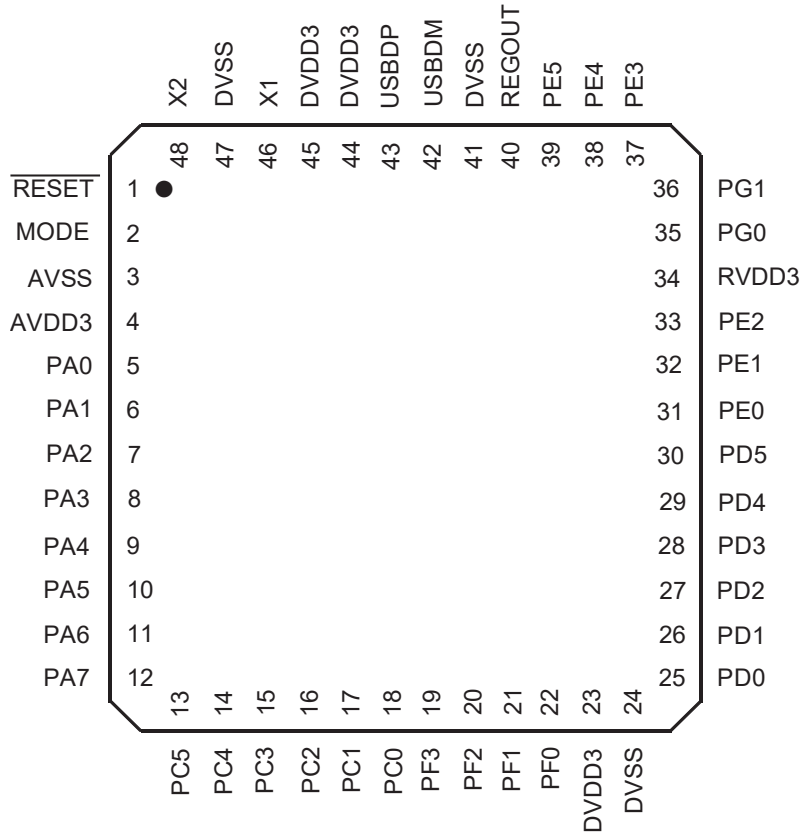 X2 DVSS X1 DVDD3 DVDD3 USBDP USBDM DVSS REGOUT PE5 PE4 PE3
48 47 46 45 44 43 42 41 40 39 38 37
RESET 1 36 PG1
MODE 2 35 PG0
AVSS 3 34 RVDD3
AVDD3 4 33 PE2
PA0 5 32 PE1
PA1 6 31 PE0
PA2 7 30 PD5
PA3 8 29 PD4
PA4 9 28 PD3
PA5 10 27 PD2
PA6 11 26 PD1
PA7 12 25 PD0
13 14 15 16 17 18 19 20 21 22 23 24
PC5 PC4 PC3 PC2 PC1 PC0 PF3 PF2 PF1 PF0 DVDD3 DVSS